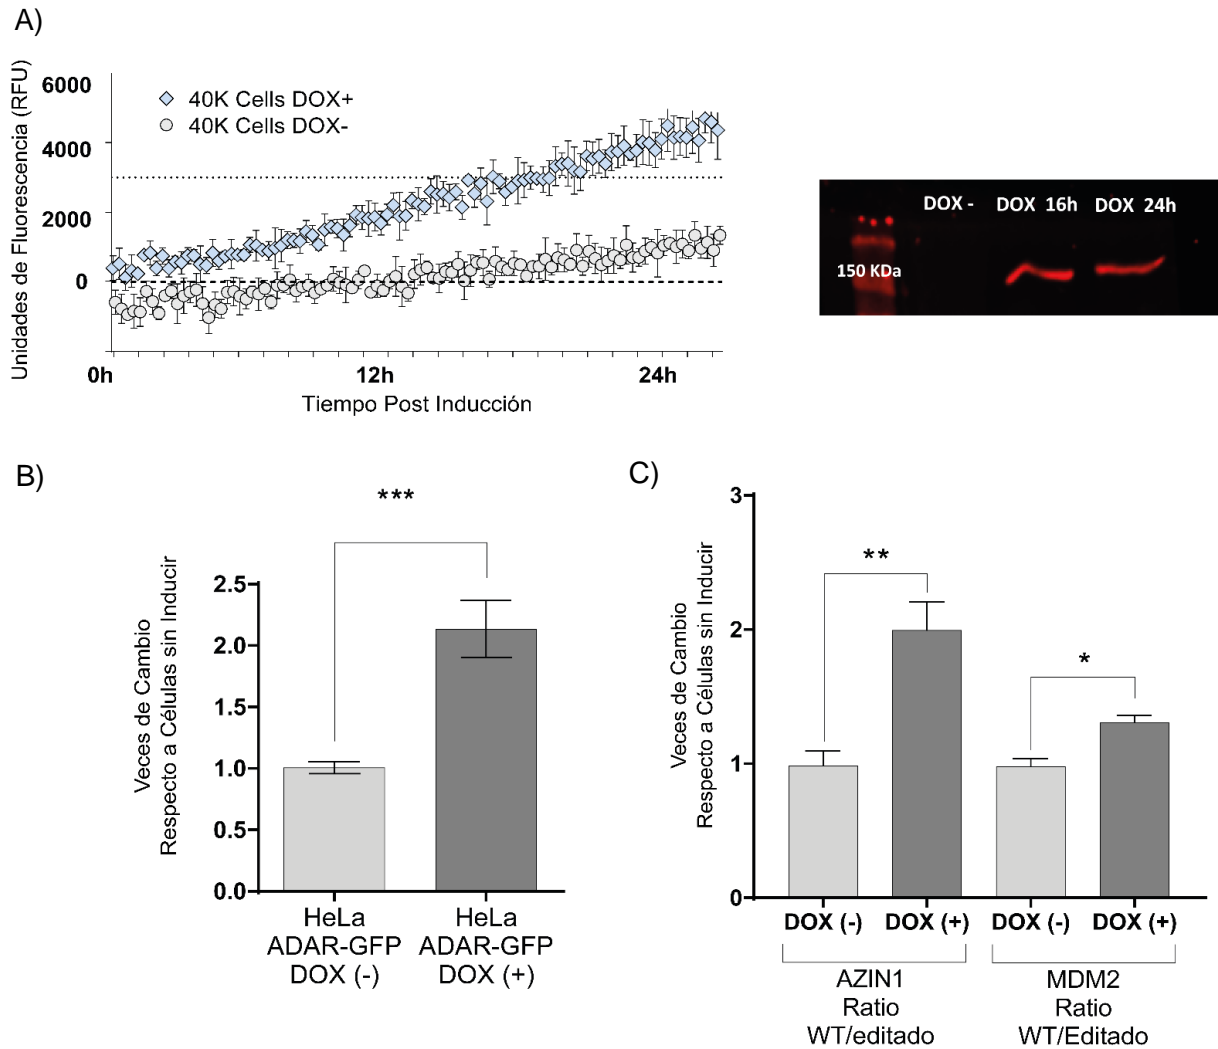 A)
Unidades de Fluorescencia (RFU)
6000
4000
2000
0
40K Cells DOX+
40K Cells DOX-
0h
12h
24h
Tiempo Post Inducción
DOX -
DOX 16h
DOX 24h
150 KDa
B)
***
Veces de Cambio
Respecto a Células sin Inducir
2.5
2.0
1.5
1.0
0.5
0.0
HeLa
ADAR-GFP
DOX (-)
HeLa
ADAR-GFP
DOX (+)
C)
Veces de Cambio
Respecto a Células sin Inducir
3
2
1
0
**
*
DOX (-)
DOX (+)
DOX (-)
DOX (+)
AZIN1
Ratio
WT/editado
MDM2
Ratio
WT/Editado